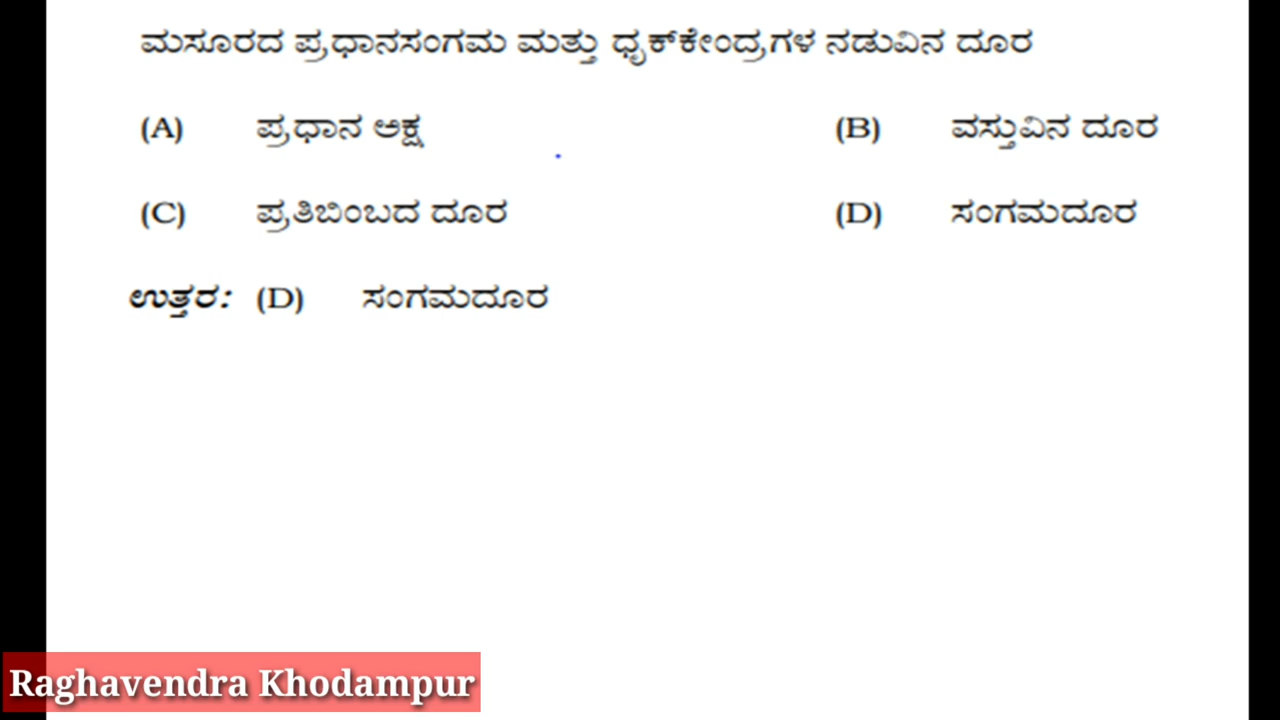 ಮಸೂರದ ಪ್ರಧಾನಸಂಗಮ ಮತ್ತು ಧೃಕ್‌ಕೇಂದ್ರಗಳ ನಡುವಿನ ದೂರ
(A) ಪ್ರಧಾನ ಅಕ್ಷ (B) ವಸ್ತುವಿನ ದೂರ
(C) ಪ್ರತಿಬಿಂಬದ ದೂರ (D) ಸಂಗಮದೂರ
ಉತ್ತರ: (D) ಸಂಗಮದೂರ
Raghavendra Khodampur